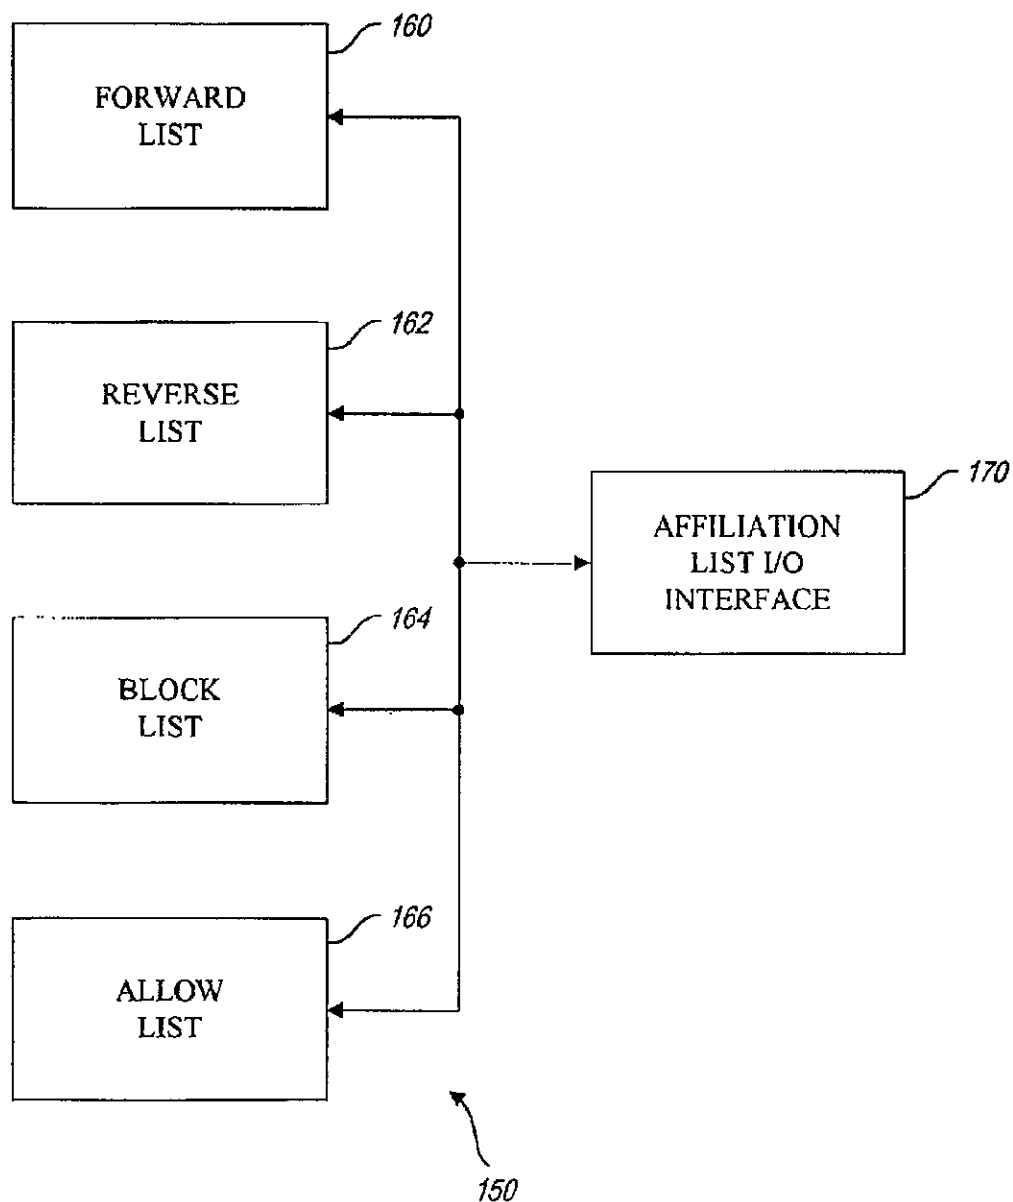 160
FORWARD
LIST
162
REVERSE
LIST
170
AFFILIATION
LIST I/O
INTERFACE
164
BLOCK
LIST
166
ALLOW
LIST
150